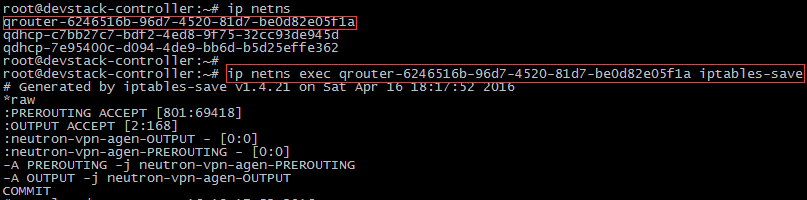 root@devstack-controller:~# ip netns
qrouter-6246516b-96d7-4520-81d7-be0d82e05f1a
qdhcp-c7bb27c7-bdf2-4ed8-9f75-32cc93de945d
qdhcp-7e95400c-d094-4de9-bb6d-b5d25effe362
root@devstack-controller:~#
root@devstack-controller:~# ip netns exec qrouter-6246516b-96d7-4520-81d7-be0d82e05f1a iptables-save
# Generated by iptables-save v1.4.21 on Sat Apr 16 18:17:52 2016
*raw
:PREROUTING ACCEPT [801:69418]
:OUTPUT ACCEPT [2:168]
:neutron-vpn-agen-OUTPUT - [0:0]
:neutron-vpn-agen-PREROUTING - [0:0]
-A PREROUTING -j neutron-vpn-agen-PREROUTING
-A OUTPUT -j neutron-vpn-agen-OUTPUT
COMMIT